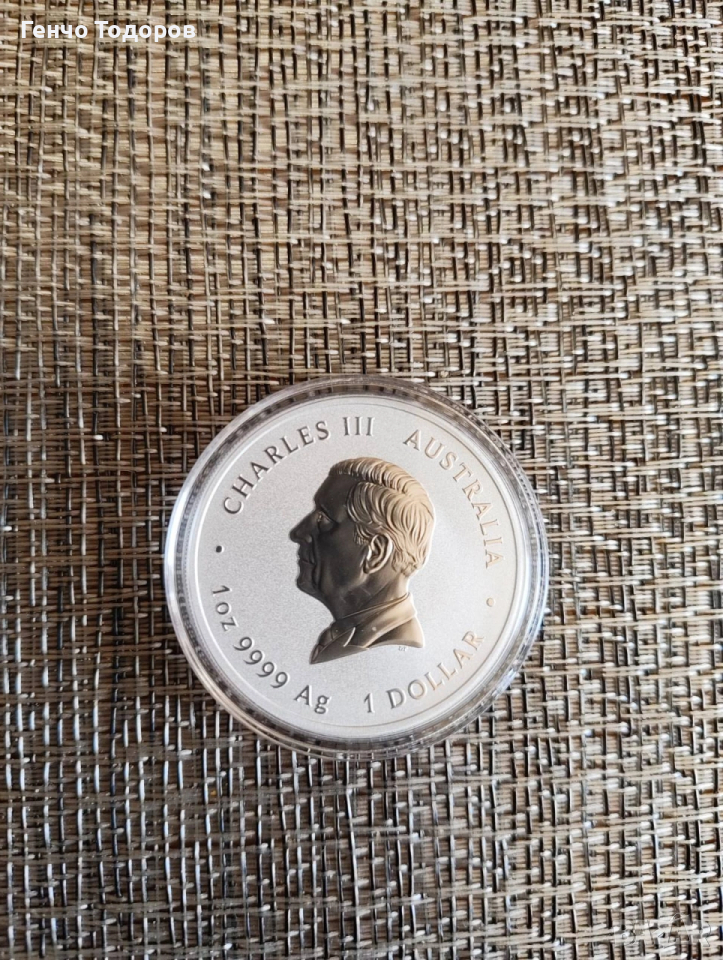 Генчо Тодоров
CHARLES III AUSTRALIA
1oz 9999 Ag 1 DOLLAR